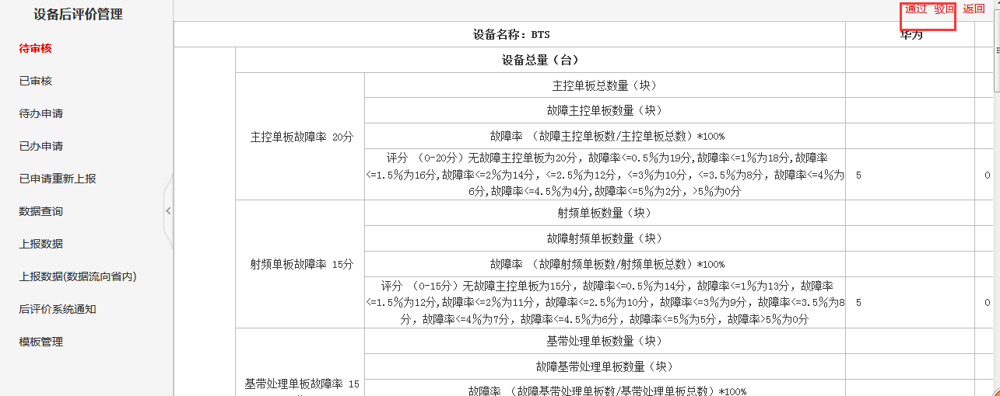 设备后评价管理
待审核
已审核
待办申请
已办申请
已申请重新上报
数据查询
上报数据
上报数据(数据流向省内)
后评价系统通知
模板管理
通过 驳回 返回
设备名称: BTS 华为
设备总量（台）
主控单板故障率 20分
主控单板总数量（块）
故障主控单板数量（块）
故障率 （故障主控单板数/主控单板总数）*100%
评分 （0-20分）无故障主控单板为20分，故障率<=0.5%为19分,故障率<=1%为18分,故障率
<=1.5%为16分,故障率<=2%为14分，<=2.5%为12分，<=3%为10分，<=3.5%为8分，故障率<=4%为
6分,故障率<=4.5%为4分,故障率<=5%为2分，>5%为0分
5 0
射频单板故障率 15分
射频单板数量（块）
故障射频单板数量（块）
故障率 （故障射频单板数/射频单板总数）*100%
评分 （0-15分）无故障主控单板为15分，故障率<=0.5%为14分，故障率<=1%为13分，故障率
<=1.5%为12分,故障率<=2%为11分，故障率<=2.5%为10分，故障率<=3%为9分，故障率<=3.5%为8
分，故障率<=4%为7分，故障率<=4.5%为6分，故障率<=5%为5分，故障率>5%为0分
5 0
基带处理单板故障率 15
基带处理单板数量（块）
故障基带处理单板数量（块）
故障率 （故障基带处理单板数/基带处理单板总数）*100%